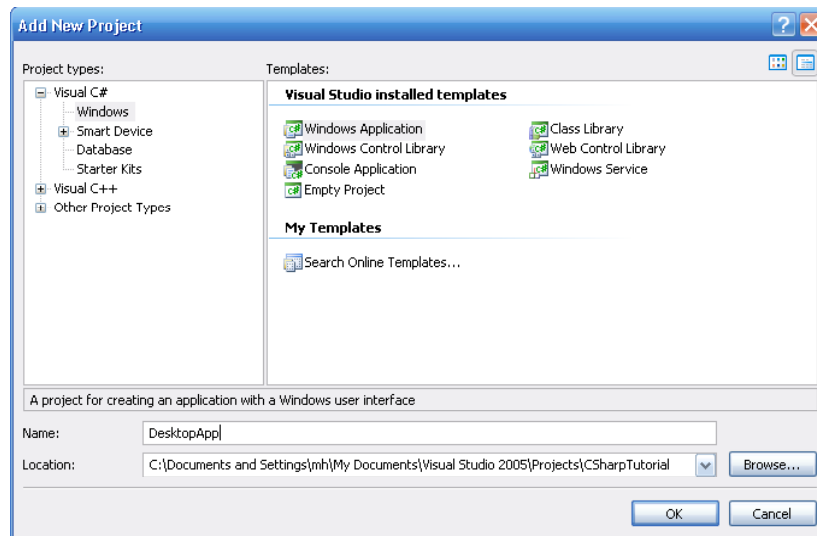 Add New Project
Project types:
Templates:
Visual C#
Windows
Smart Device
Database
Starter Kits
Visual C++
Other Project Types
Visual Studio installed templates
Windows Application
Class Library
Windows Control Library
Web Control Library
Console Application
Windows Service
Empty Project
My Templates
Search Online Templates...
A project for creating an application with a Windows user interface
Name:
DesktopApp
Location:
C:\Documents and Settings\mh\My Documents\Visual Studio 2005\Projects\CSharpTutorial
Browse...
OK
Cancel